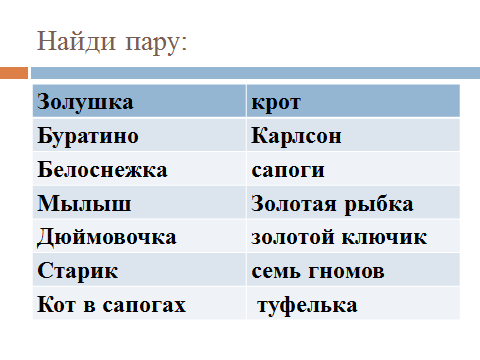 Найди пару:
Золушка крот
Буратино Карлсон
Белоснежка сапоги
Мылыш Золотая рыбка
Дюймовочка золотой ключик
Старик семь гномов
Кот в сапогах туфелька